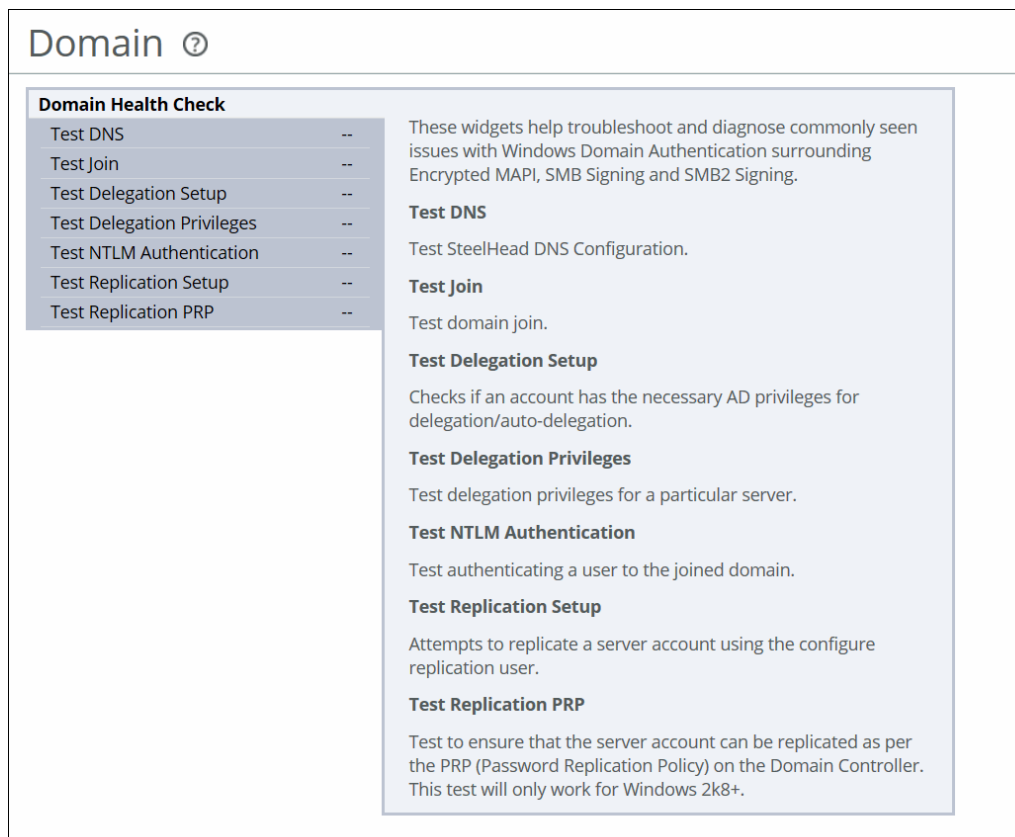 Domain ?
Domain Health Check
Test DNS --
Test Join --
Test Delegation Setup --
Test Delegation Privileges --
Test NTLM Authentication --
Test Replication Setup --
Test Replication PRP --
These widgets help troubleshoot and diagnose commonly seen
issues with Windows Domain Authentication surrounding
Encrypted MAPI, SMB Signing and SMB2 Signing.
Test DNS
Test SteelHead DNS Configuration.
Test Join
Test domain join.
Test Delegation Setup
Checks if an account has the necessary AD privileges for
delegation/auto-delegation.
Test Delegation Privileges
Test delegation privileges for a particular server.
Test NTLM Authentication
Test authenticating a user to the joined domain.
Test Replication Setup
Attempts to replicate a server account using the configure
replication user.
Test Replication PRP
Test to ensure that the server account can be replicated as per
the PRP (Password Replication Policy) on the Domain Controller.
This test will only work for Windows 2k8+.